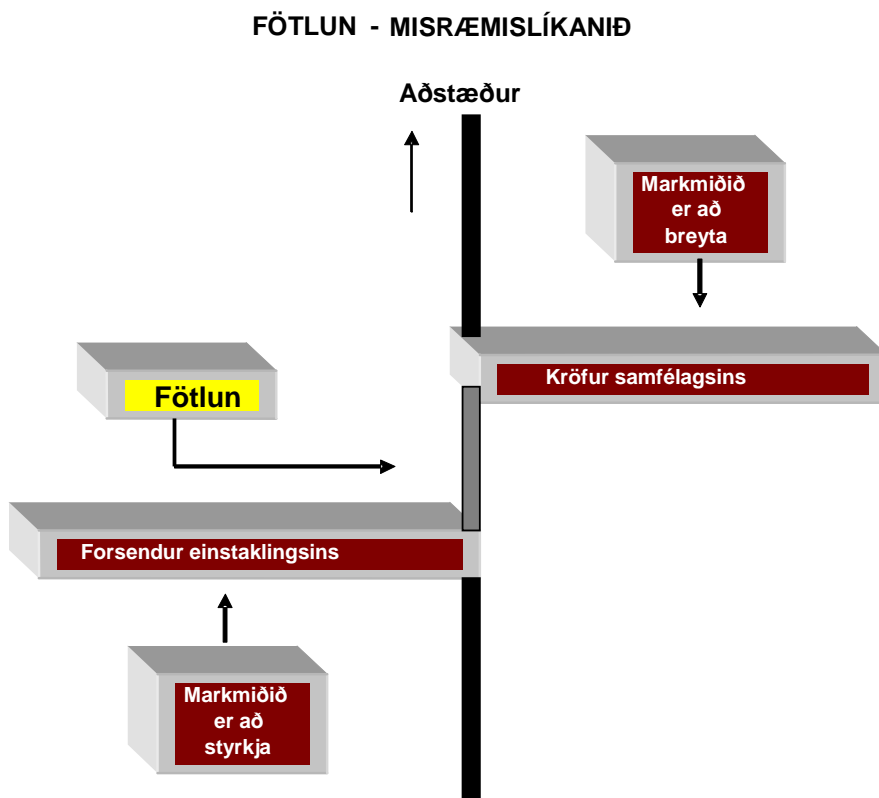 FÖTLUN - MISRÆMISLÍKANIÐ
Aðstæður
Markmiðið
er að
breyta
Kröfur samfélagsins
Fötlun
Forsendur einstaklingsins
Markmiðið
er að
styrkja